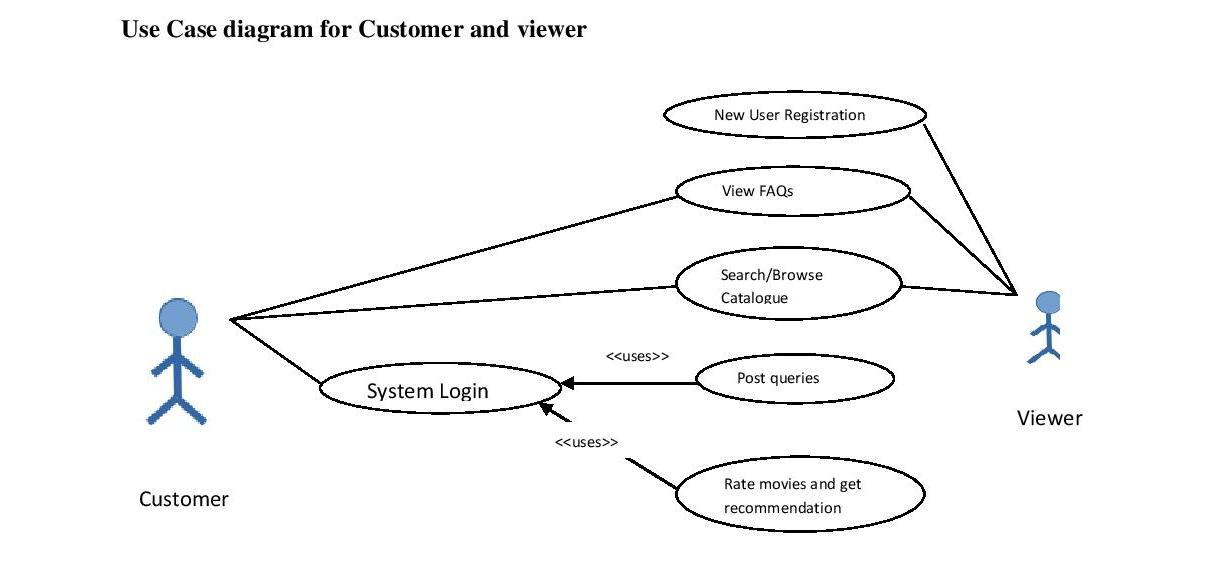 Use Case diagram for Customer and viewer
New User Registration
View FAQs
Search/Browse
Catalogue
<<uses>>
System Login
Post queries
Viewer
<<uses>>
Rate movies and get
recommendation
Customer